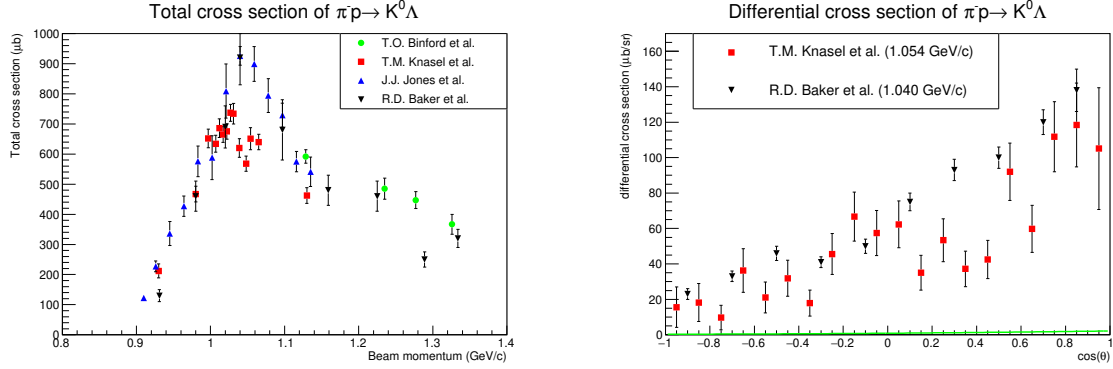 Total cross section of π⁻p→ K⁰Λ
Total cross section (μb)
1000
900
800
700
600
500
400
300
200
100
0
T.O. Binford et al.
T.M. Knasel et al.
J.J. Jones et al.
R.D. Baker et al.
0.8 0.9 1 1.1 1.2 1.3 1.4
Beam momentum (GeV/c)
Differential cross section of π⁻p→ K⁰Λ
differential cross section (μb/sr)
160
140
120
100
80
60
40
20
0
T.M. Knasel et al. (1.054 GeV/c)
R.D. Baker et al. (1.040 GeV/c)
−1 −0.8 −0.6 −0.4 −0.2 0 0.2 0.4 0.6 0.8 1
cos(θ)